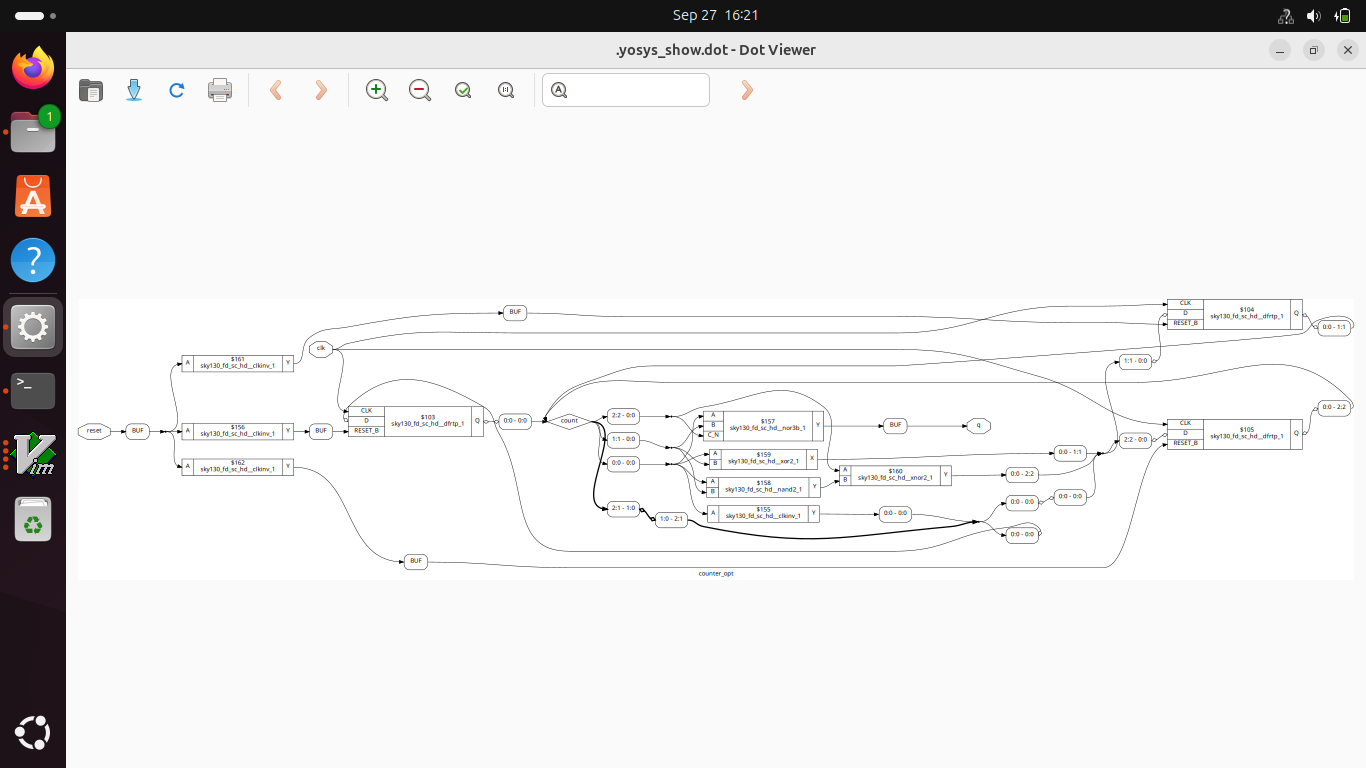 Sep 27 16:21
.yosys_show.dot - Dot Viewer
1
A
1:1
?
>_
Vim
BUF
CLK
D
RESET_B
$104
sky130_fd_sc_hd__dfrtp_1
Q
0:0 - 1:1
clk
1:1 - 0:0
A
$161
sky130_fd_sc_hd__clkinv_1
Y
CLK
D
RESET_B
$103
sky130_fd_sc_hd__dfrtp_1
Q
0:0 - 0:0
count
2:2 - 0:0
1:1 - 0:0
0:0 - 0:0
2:1 - 1:0
1:0 - 2:1
A
B
C_N
$157
sky130_fd_sc_hd__nor3b_1
Y
BUF
q
0:0 - 2:2
reset
BUF
A
$156
sky130_fd_sc_hd__clkinv_1
Y
BUF
A
$162
sky130_fd_sc_hd__clkinv_1
Y
A
B
$159
sky130_fd_sc_hd__xor2_1
X
A
B
$158
sky130_fd_sc_hd__nand2_1
Y
A
B
$160
sky130_fd_sc_hd__xnor2_1
Y
A
$155
sky130_fd_sc_hd__clkinv_1
Y
0:0 - 0:0
0:0 - 1:1
0:0 - 2:2
0:0 - 0:0
0:0 - 0:0
0:0 - 0:0
2:2 - 0:0
CLK
D
RESET_B
$105
sky130_fd_sc_hd__dfrtp_1
Q
BUF
counter_opt